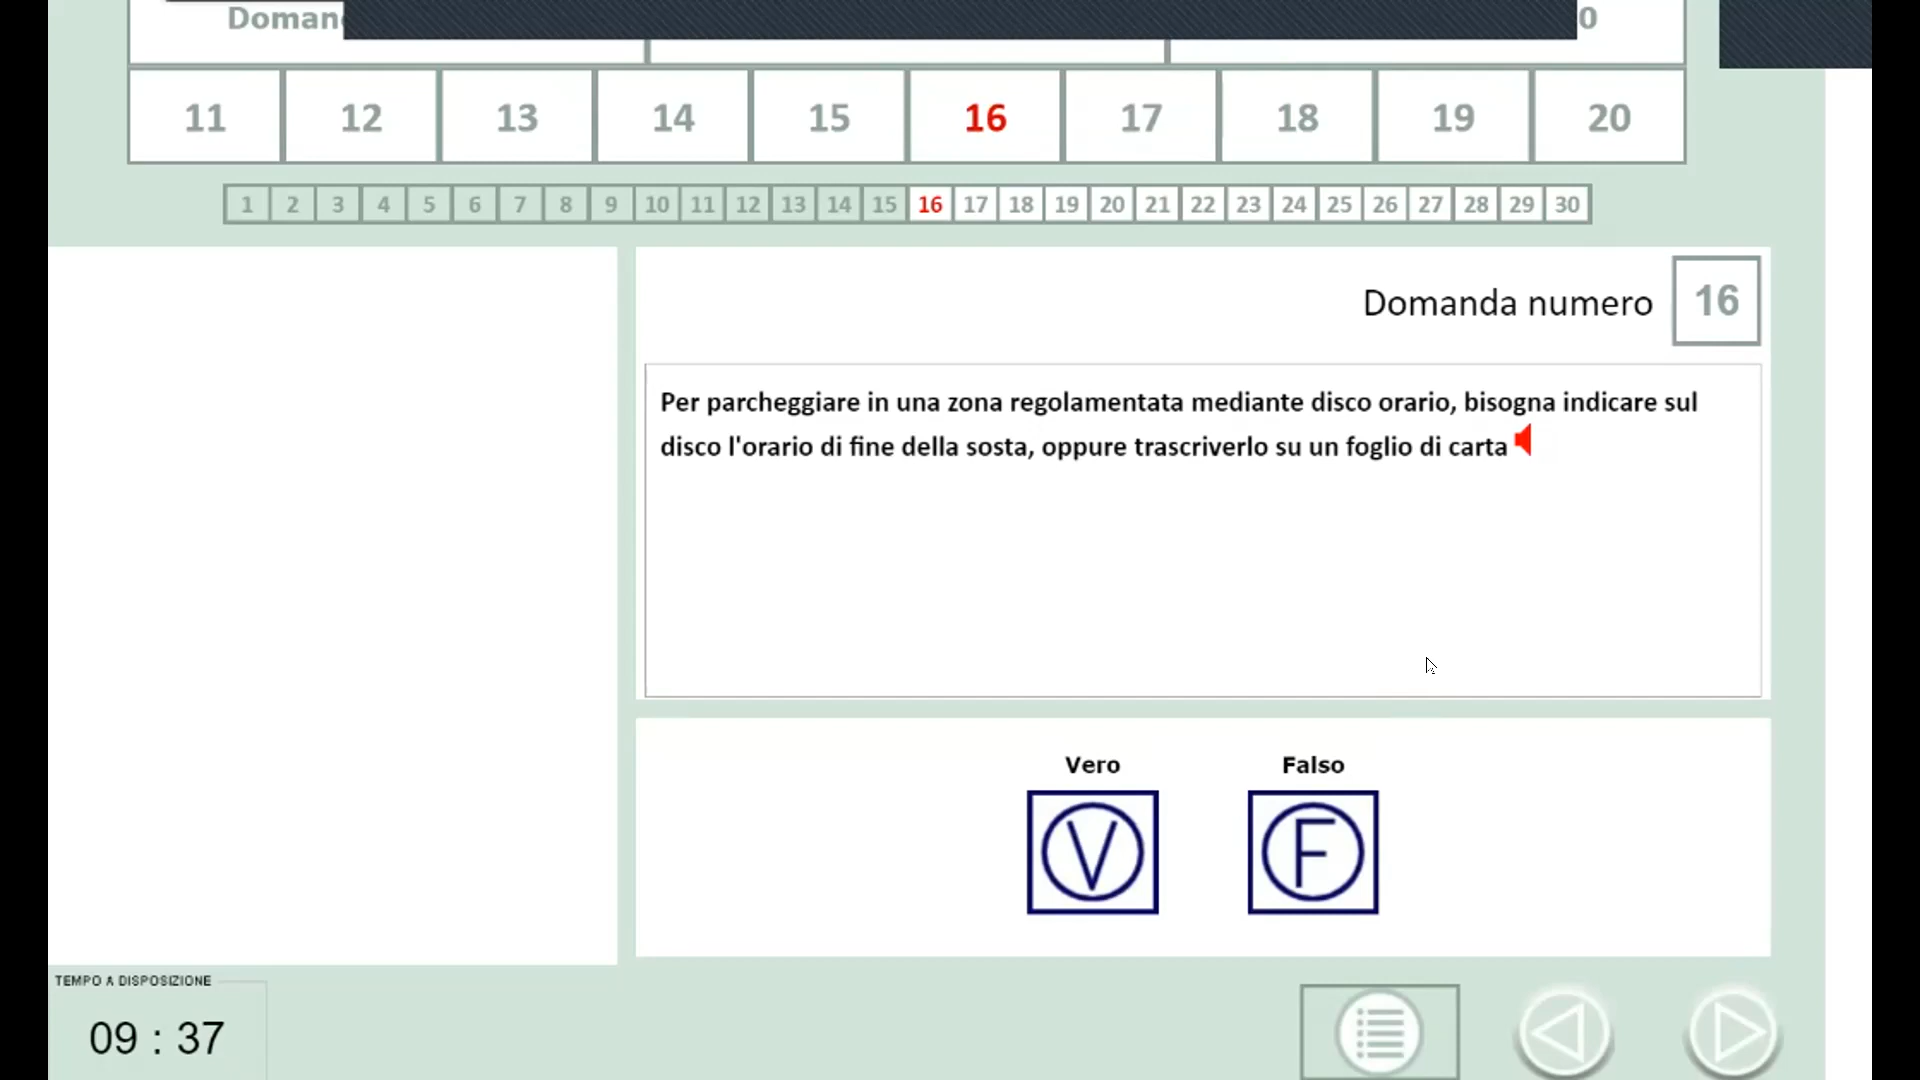 0
11 12 13 14 15 16 17 18 19 20
1 2 3 4 5 6 7 8 9 10 11 12 13 14 15 16 17 18 19 20 21 22 23 24 25 26 27 28 29 30
Domanda numero 16
Per parcheggiare in una zona regolamentata mediante disco orario, bisogna indicare sul
disco l'orario di fine della sosta, oppure trascriverlo su un foglio di carta
Vero Falso
V F
TEMPO A DISPOSIZIONE
09 : 37